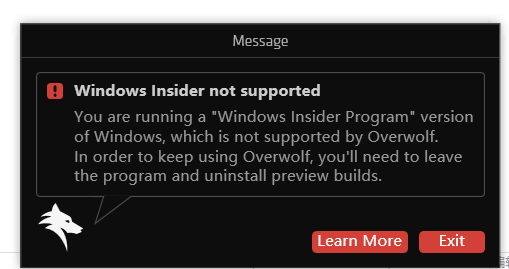 Message
Windows Insider not supported
You are running a "Windows Insider Program" version
of Windows, which is not supported by Overwolf.
In order to keep using Overwolf, you'll need to leave
the program and uninstall preview builds.
Learn More
Exit